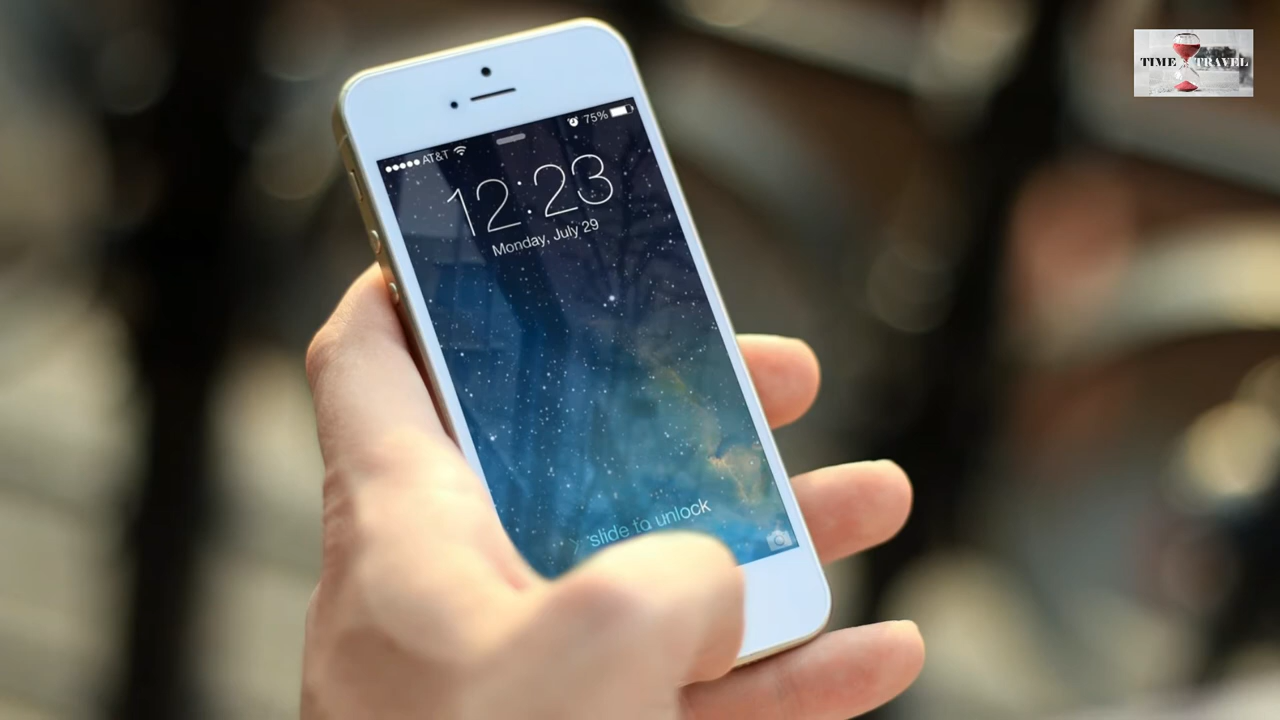 TIME TRAVEL
AT&T 75%
12:23
Monday, July 29
slide to unlock